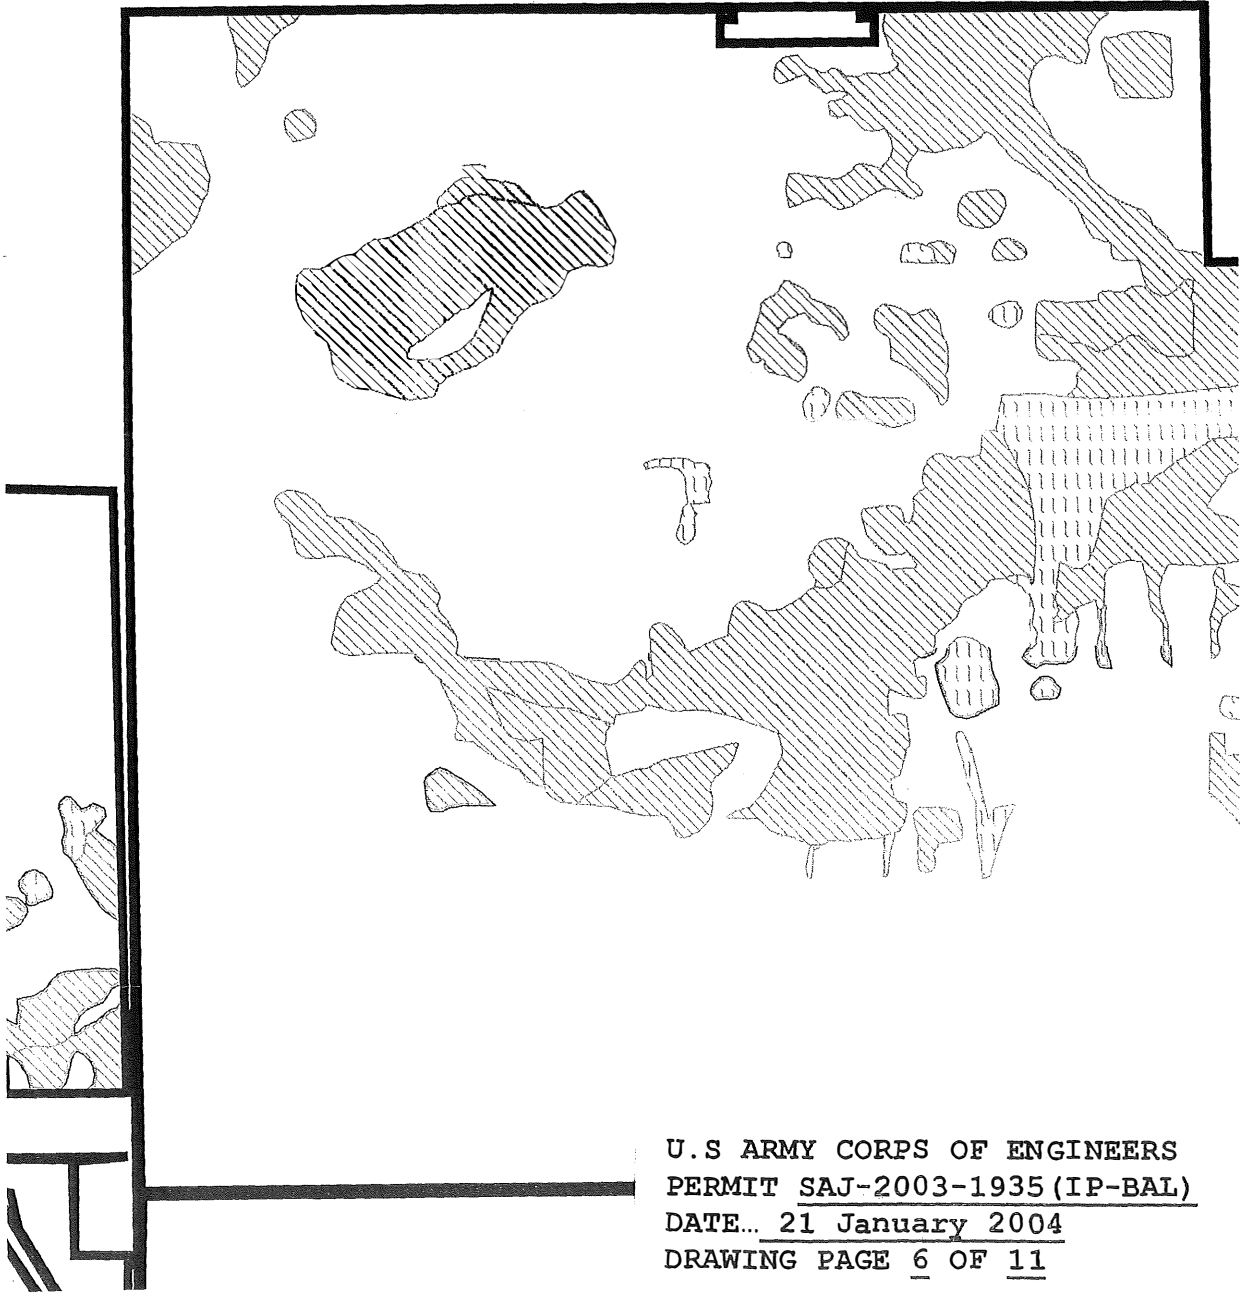 U.S ARMY CORPS OF ENGINEERS
PERMIT SAJ-2003-1935(IP-BAL)
DATE... 21 January 2004
DRAWING PAGE 6 OF 11